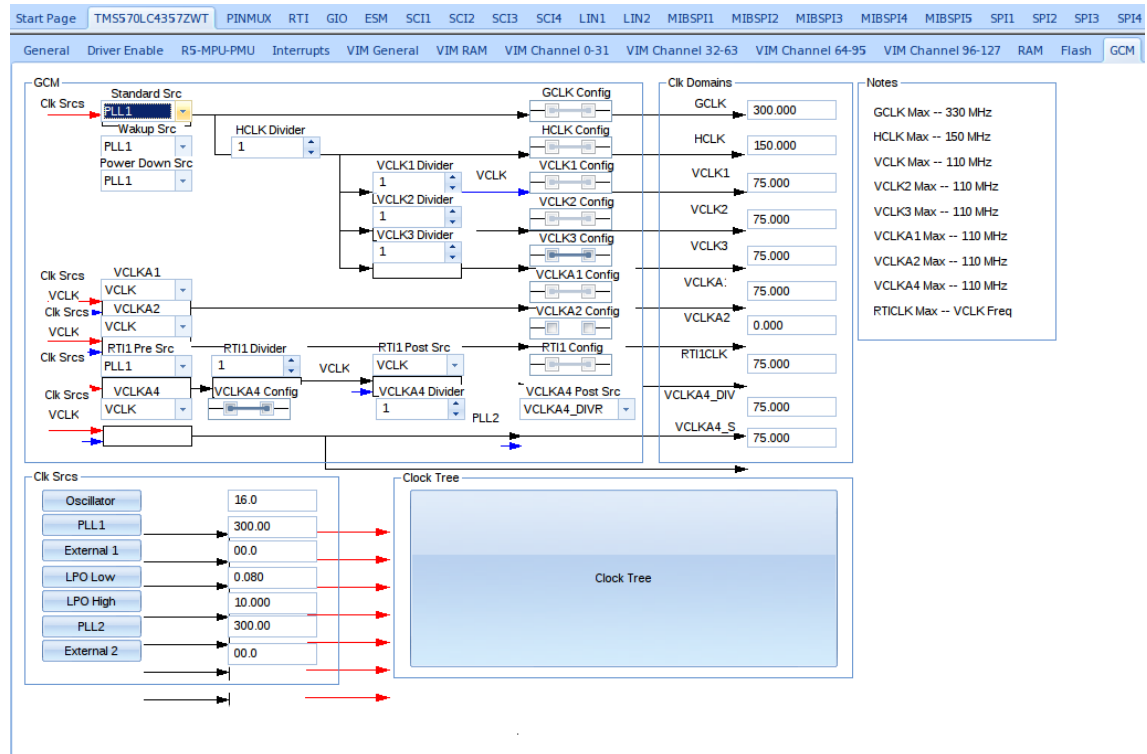 Start Page TMS570LC4357ZWT PINMUX RTI GIO ESM SCI1 SCI2 SCI3 SCI4 LIN1 LIN2 MIBSPI1 MIBSPI2 MIBSPI3 MIBSPI4 MIBSPI5 SPI1 SPI2 SPI3 SPI4
General Driver Enable R5-MPU-PMU Interrupts VIM General VIM RAM VIM Channel 0-31 VIM Channel 32-63 VIM Channel 64-95 VIM Channel 96-127 RAM Flash GCM
GCM
Clk Srcs
Standard Src
PLL1
Wakup Src
PLL1
Power Down Src
PLL1
HCLK Divider
1
VCLK1 Divider
1
VCLK
VCLK2 Divider
1
VCLK3 Divider
1
GCLK Config
HCLK Config
VCLK1 Config
VCLK2 Config
VCLK3 Config
VCLKA1 Config
VCLKA2 Config
RTI1 Config
Clk Srcs
VCLKA1
VCLK
VCLK
Clk Srcs
VCLKA2
VCLK
VCLK
Clk Srcs
RTI1 Pre Src
PLL1
RTI1 Divider
1
VCLK
RTI1 Post Src
VCLK
Clk Srcs
VCLK
VCLKA4
VCLK
VCLKA4 Config
VCLKA4 Divider
1
PLL2
VCLKA4 Post Src
VCLKA4_DIVR
Clk Domains
GCLK 300.000
HCLK 150.000
VCLK1 75.000
VCLK2 75.000
VCLK3 75.000
VCLKA: 75.000
VCLKA2 0.000
RTI1CLK 75.000
VCLKA4_DIV 75.000
VCLKA4_S 75.000
Notes
GCLK Max -- 330 MHz
HCLK Max -- 150 MHz
VCLK Max -- 110 MHz
VCLK2 Max -- 110 MHz
VCLK3 Max -- 110 MHz
VCLKA1 Max -- 110 MHz
VCLKA2 Max -- 110 MHz
VCLKA4 Max -- 110 MHz
RTICLK Max -- VCLK Freq
Clk Srcs
Oscillator 16.0
PLL1 300.00
External 1 00.0
LPO Low 0.080
LPO High 10.000
PLL2 300.00
External 2 00.0
Clock Tree
Clock Tree